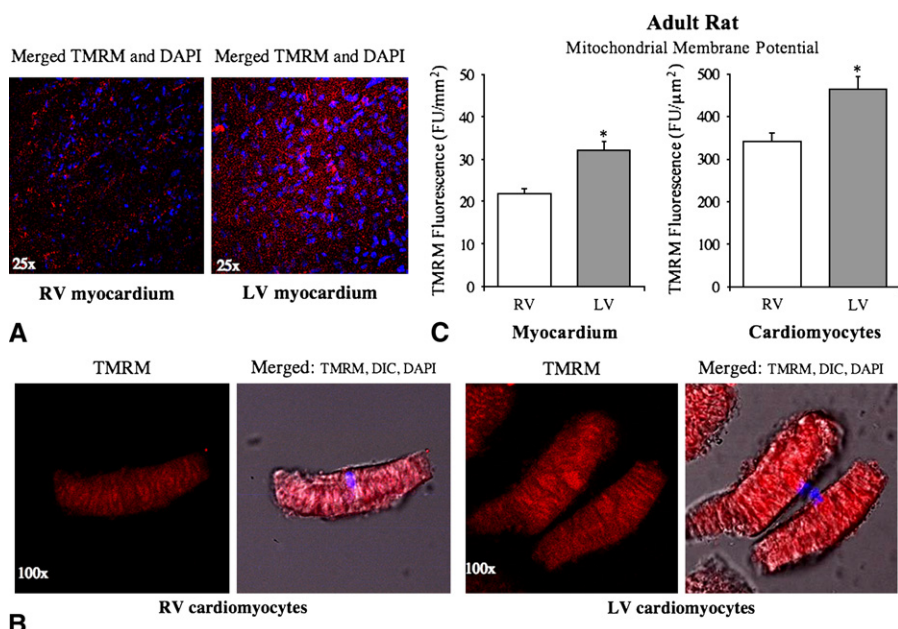 Merged TMRM and DAPI
Merged TMRM and DAPI
25x
25x
RV myocardium
LV myocardium
A
Adult Rat
Mitochondrial Membrane Potential
TMRM Fluorescence (FU/mm²)
40
30
20
10
0
*
RV
LV
Myocardium
TMRM Fluorescence (FU/µm²)
500
400
300
200
100
0
*
RV
LV
Cardiomyocytes
C
TMRM
Merged: TMRM, DIC, DAPI
100x
RV cardiomyocytes
TMRM
Merged: TMRM, DIC, DAPI
100x
LV cardiomyocytes
B